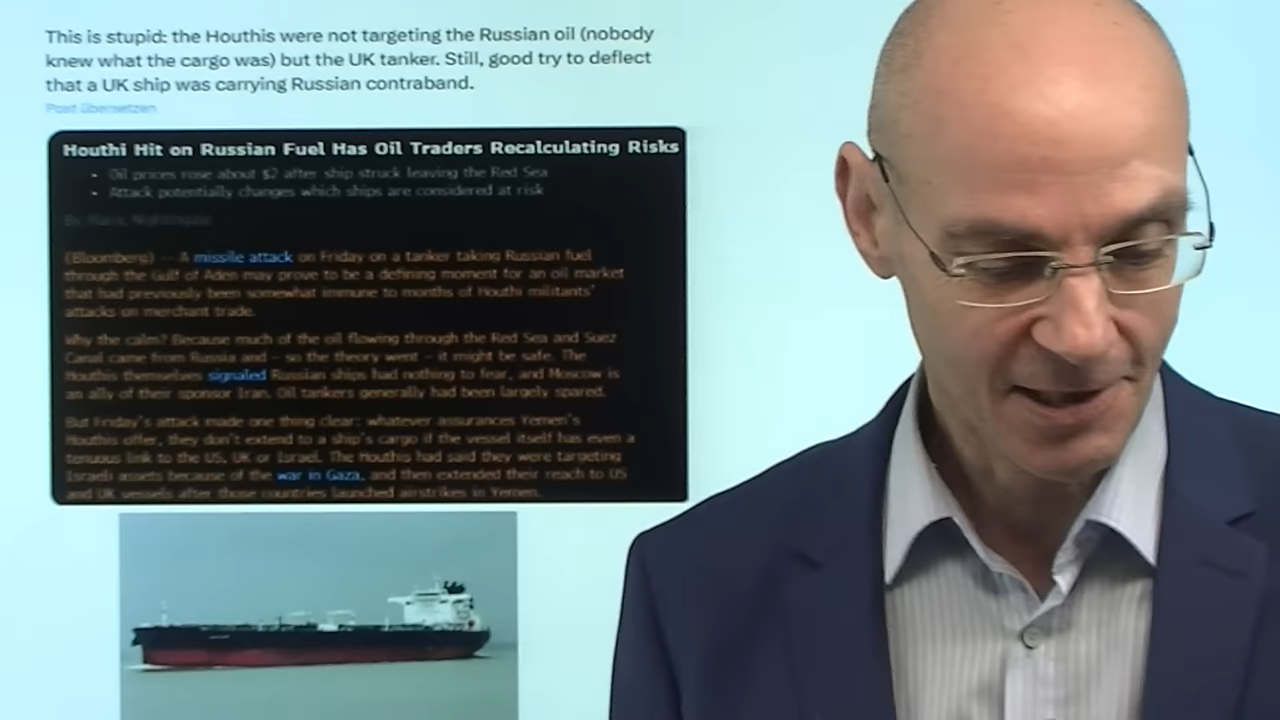 This is stupid: the Houthis were not targeting the Russian oil (nobody
knew what the cargo was) but the UK tanker. Still, good try to deflect
that a UK ship was carrying Russian contraband.
Post übersetzen
Houthi Hit on Russian Fuel Has Oil Traders Recalculating Risks
Oil prices rose about $2 after ship struck leaving the Red Sea
Attack potentially changes which ships are considered at risk
By
(Bloomberg) -- A missile attack on Friday on a tanker taking Russian fuel
through the Gulf of Aden may prove to be a defining moment for an oil market
that had previously been somewhat immune to months of Houthi militants'
attacks on merchant trade.
Why the calm? Because much of the oil flowing through the Red Sea and Suez
Canal came from Russia and – so the theory went – it might be safe. The
Houthis themselves signaled Russian ships had nothing to fear, and Moscow is
an ally of their sponsor Iran. Oil tankers generally had been largely spared.
But Friday's attack made one thing clear: whatever assurances Yemen's
Houthis offer, they don't extend to a ship's cargo if the vessel itself has even a
tenuous link to the US, UK or Israel. The Houthis had said they were targeting
Israeli assets because of the war in Gaza, and then extended their reach to US
and UK vessels after those countries launched airstrikes in Yemen.